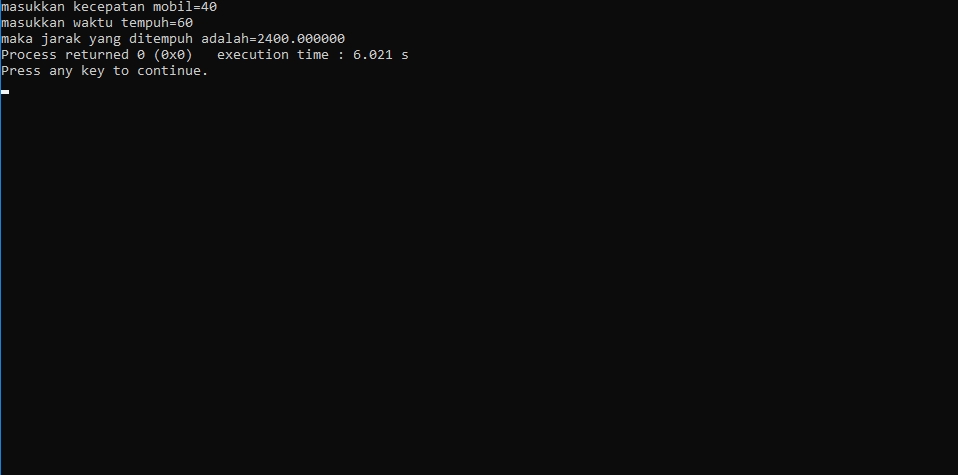 masukkan kecepatan mobil=40
masukkan waktu tempuh=60
maka jarak yang ditempuh adalah=2400.000000
Process returned 0 (0x0)   execution time : 6.021 s
Press any key to continue.